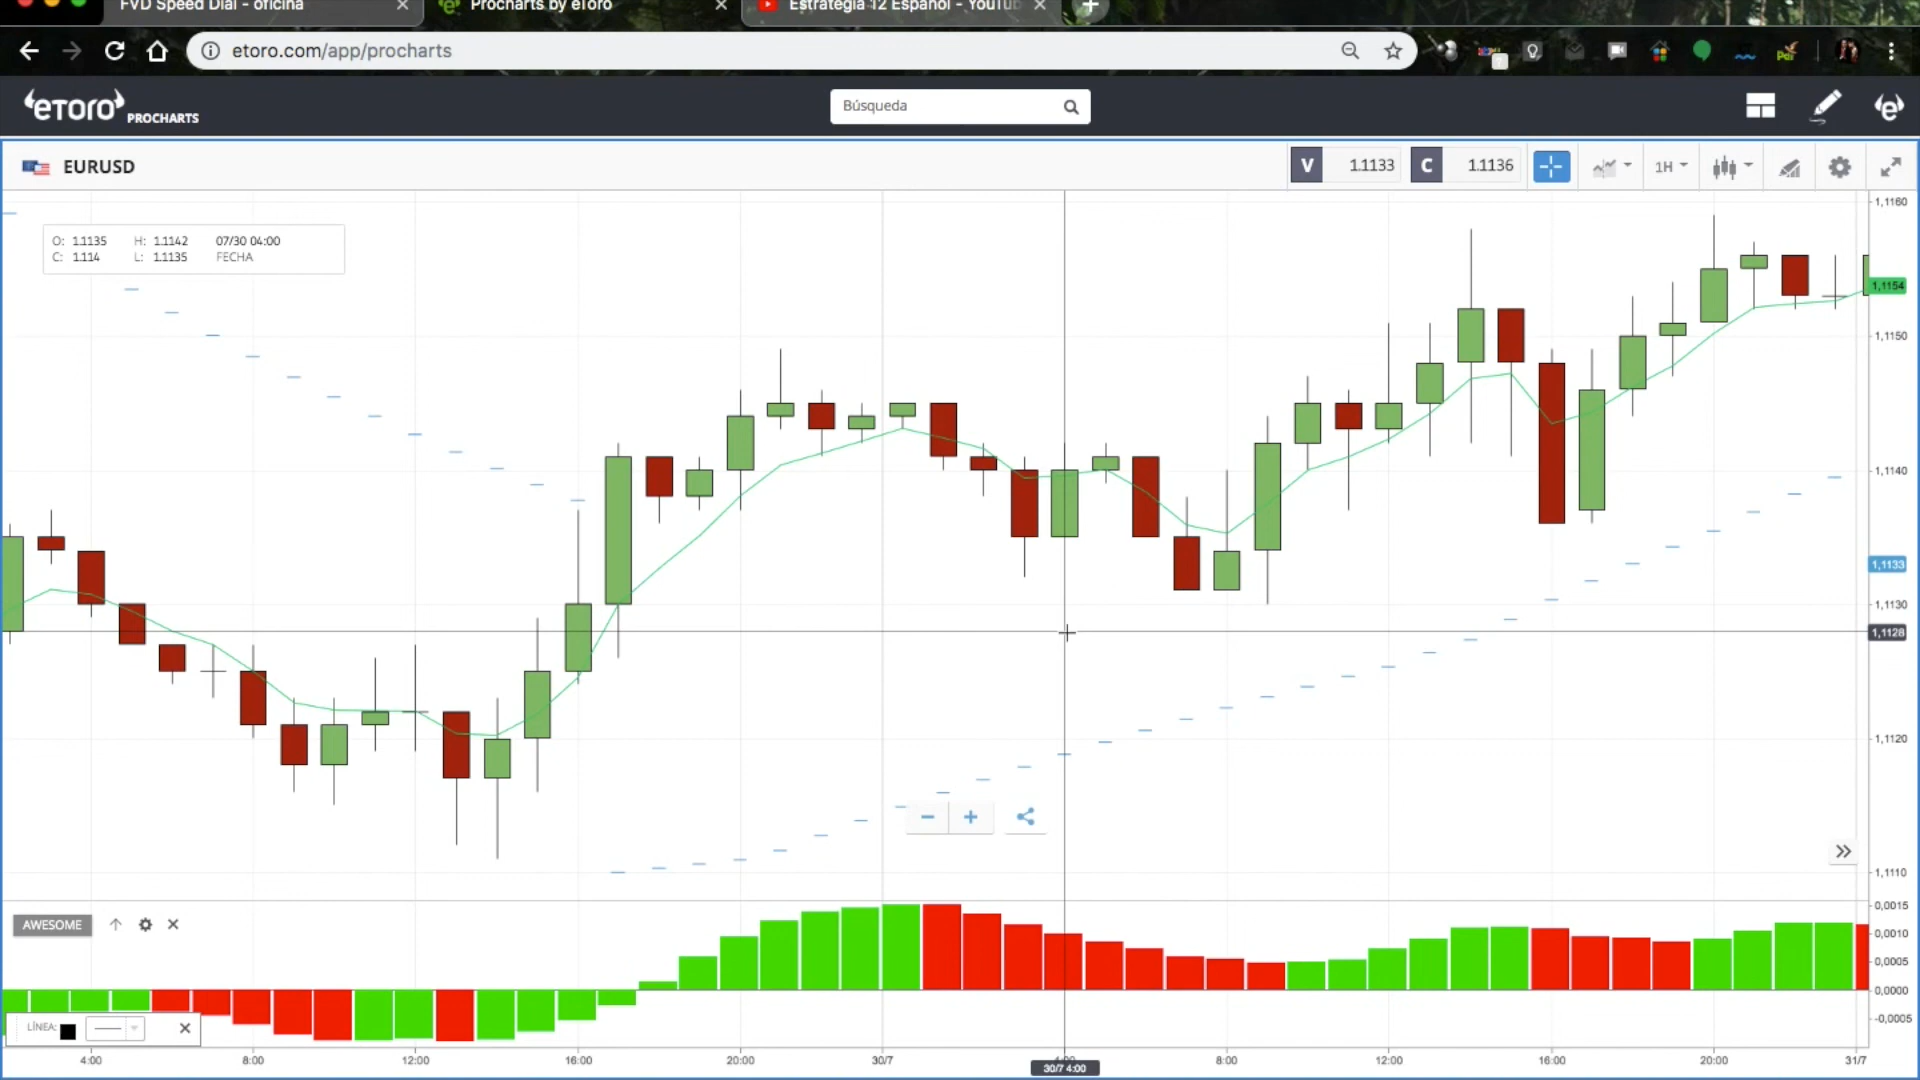 FVD Speed Dial - oficina
Procharts by eToro
Estrategia 12 Español - YouTub
etoro.com/app/procharts
eToro PROCHARTS
Búsqueda
EURUSD
V 1.1133 C 1.1136
1H
O: 1.1135 H: 1.1142 07/30 04:00
C: 1.114 L: 1.1135 FECHA
1,1160
1,1154
1,1150
1,1140
1,1133
1,1130
1,1128
1,1120
1,1110
AWESOME
0,0015
0,0010
0,0005
0,0000
-0,0005
LÍNEA:
4:00 8:00 12:00 16:00 20:00 30/7 4:00 8:00 12:00 16:00 20:00 31/7
30/7 4:00